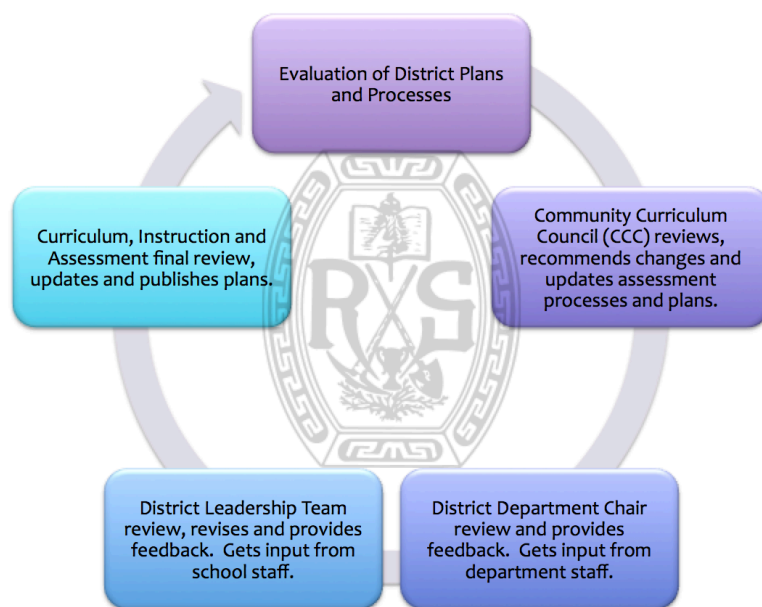 Evaluation of District Plans
and Processes
Community Curriculum
Council (CCC) reviews,
recommends changes and
updates assessment
processes and plans.
District Department Chair
review and provides
feedback.  Gets input from
department staff.
District Leadership Team
review, revises and provides
feedback.  Gets input from
school staff.
Curriculum, Instruction and
Assessment final review,
updates and publishes plans.
R S